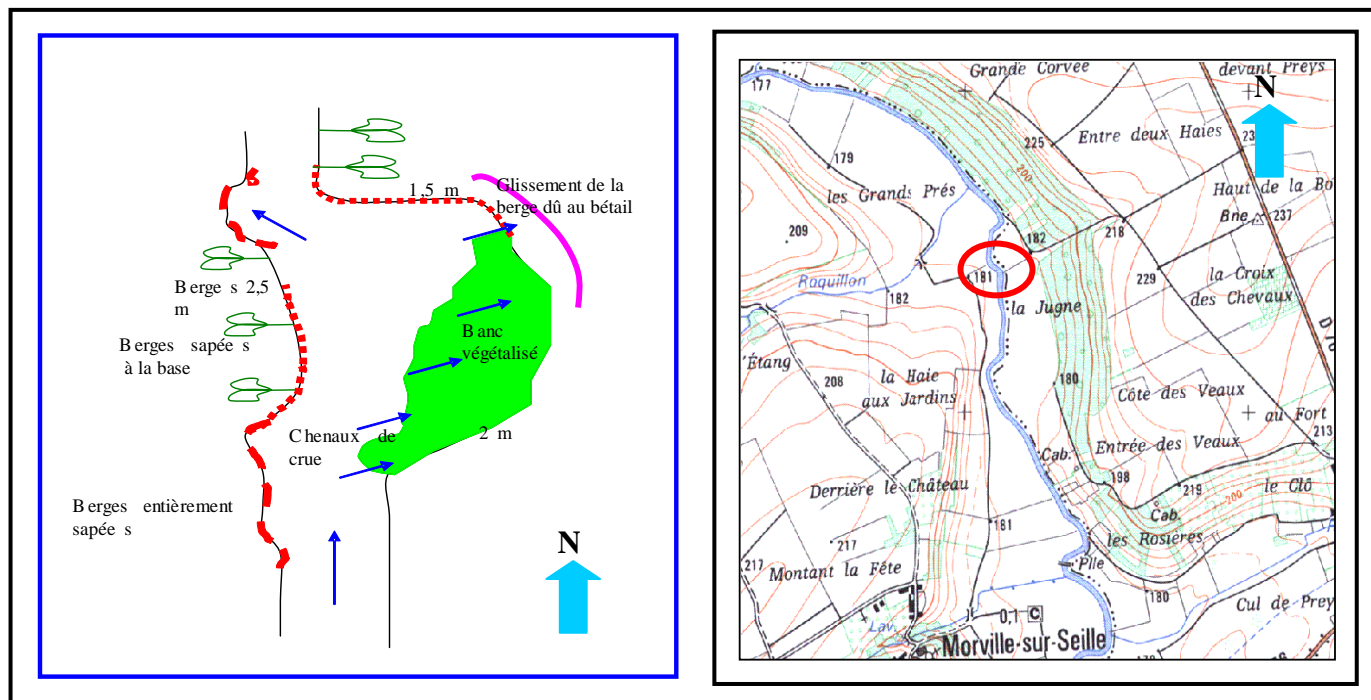 1,5 m
Glissement de la
berge dû au bétail
Berge s 2,5
m
Berges sapée s
à la base
Banc
végétalisé
Chenaux de
crue
2 m
Berges entièrement
sapée s
N
Grande Corvée
devant Preys
N
177
Entre deux Haies
225
179
200
les Grands Prés
Haut de la Bo
Bne
237
209
182
218
181
la Croix
des Chevaux
229
Raquillon
182
la Jugne
D 70
Étang
208
la Haie
aux Jardins
180
Côte des Veaux
au Fort
213
Entrée des Veaux
Cab.
198
219
200
le Clô
Derrière le Château
Cab.
181
les Rosières
217
217
Pile
Montant la Fête
180
Cul de Prey
0,1 C
Lav.
Morville-sur-Seille